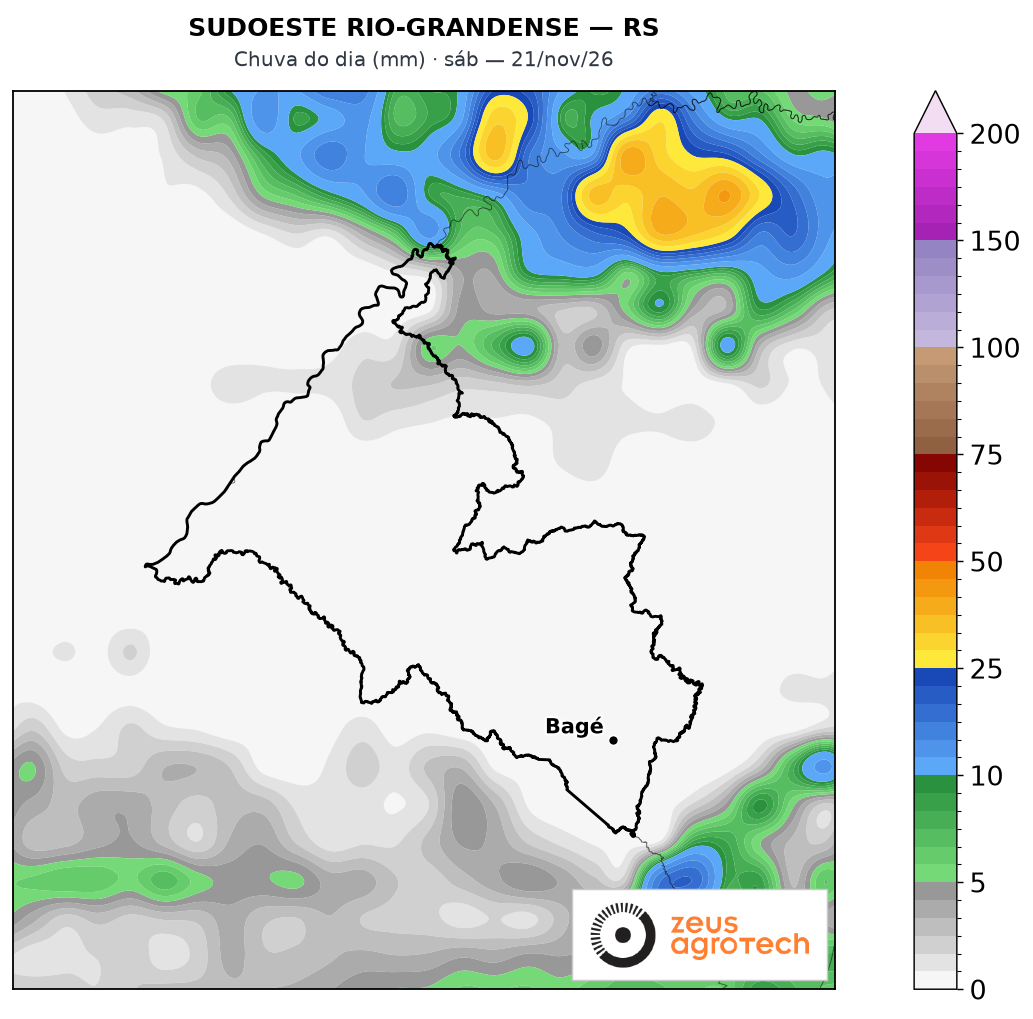 SUDOESTE RIO-GRANDENSE — RS
Chuva do dia (mm) · sáb — 21/nov/26
200
150
100
75
50
25
10
5
0
Bagé
zeus
agrotech